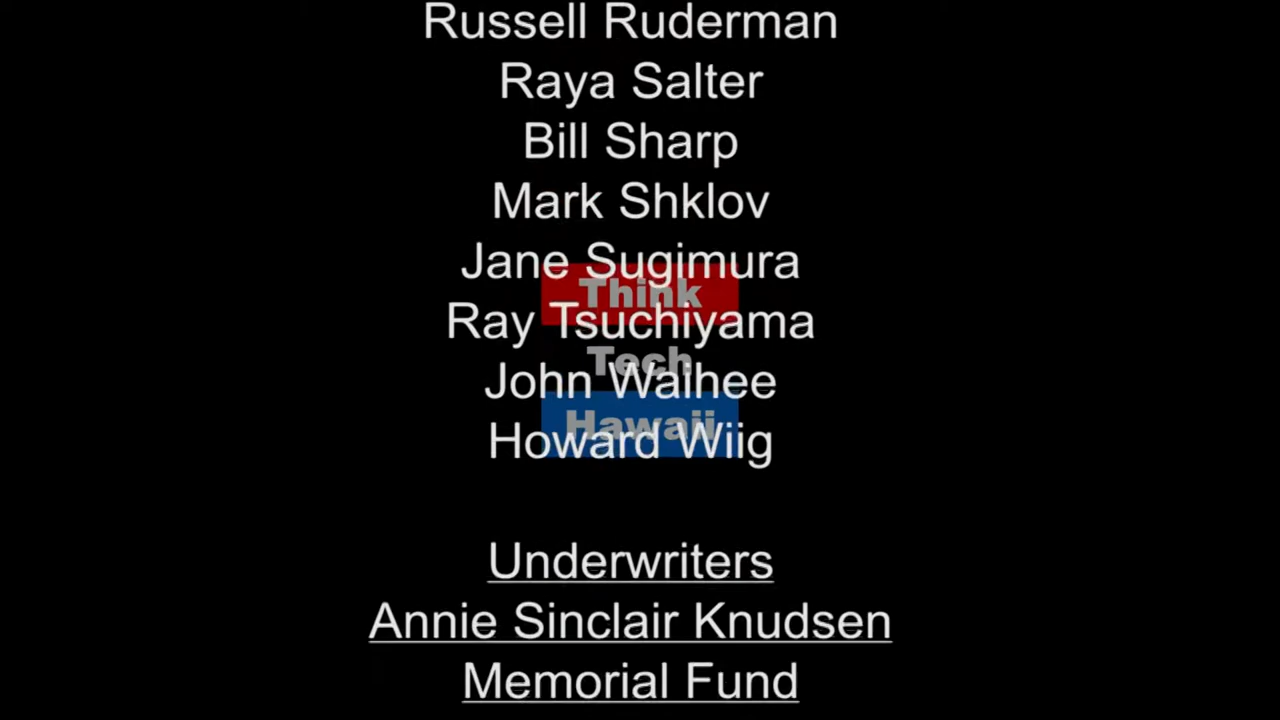 Russell Ruderman
Raya Salter
Bill Sharp
Mark Shklov
Jane Sugimura
Think
Ray Tsuchiyama
Tech
John Waihee
Hawaii
Howard Wiig
Underwriters
Annie Sinclair Knudsen
Memorial Fund